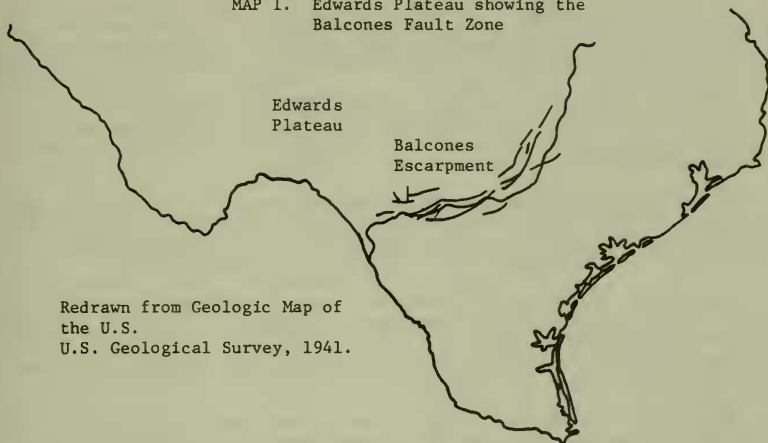 MAP I. Edwards Plateau showing the
Balcones Fault Zone
Edwards
Plateau
Balcones
Escarpment
Redrawn from Geologic Map of
the U.S.
U.S. Geological Survey, 1941.